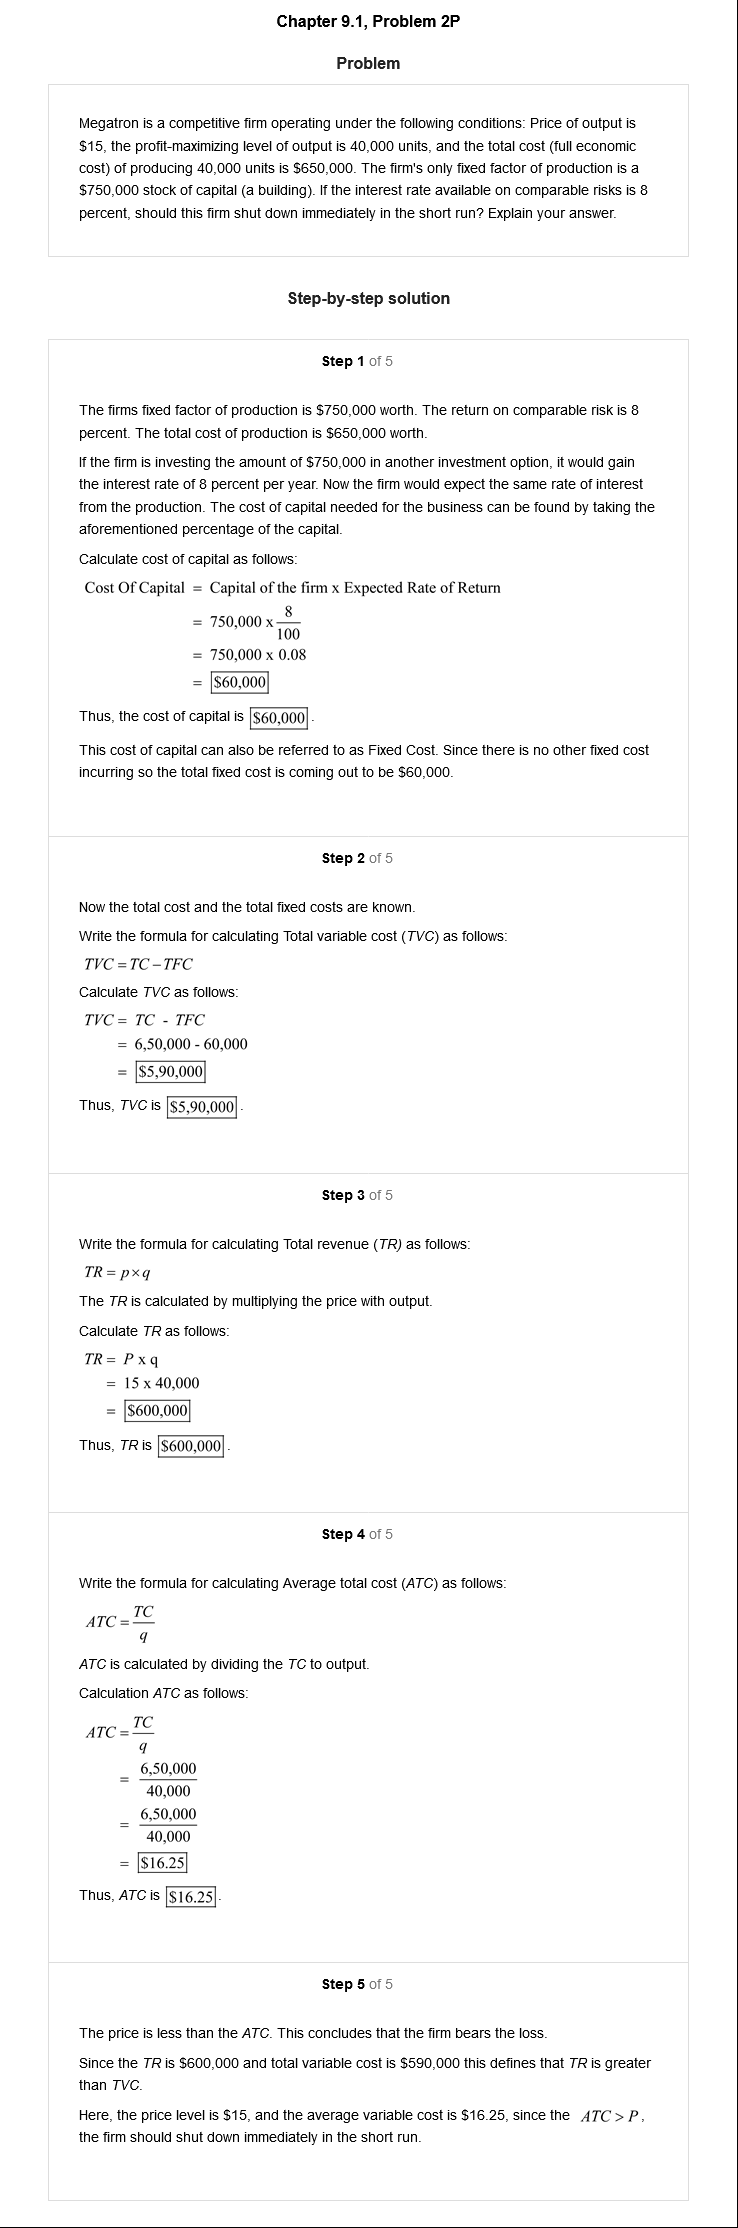 Chapter 9.1, Problem 2P
Problem
Megatron is a competitive firm operating under the following conditions: Price of output is
$15, the profit-maximizing level of output is 40,000 units, and the total cost (full economic
cost) of producing 40,000 units is $650,000. The firm's only fixed factor of production is a
$750,000 stock of capital (a building). If the interest rate available on comparable risks is 8
percent, should this firm shut down immediately in the short run? Explain your answer.
Step-by-step solution
Step 1 of 5
The firms fixed factor of production is $750,000 worth. The return on comparable risk is 8
percent. The total cost of production is $650,000 worth.
If the firm is investing the amount of $750,000 in another investment option, it would gain
the interest rate of 8 percent per year. Now the firm would expect the same rate of interest
from the production. The cost of capital needed for the business can be found by taking the
aforementioned percentage of the capital.
Calculate cost of capital as follows:
Cost Of Capital = Capital of the firm x Expected Rate of Return
= 750,000 x 8/100
= 750,000 x 0.08
= $60,000
Thus, the cost of capital is $60,000.
This cost of capital can also be referred to as Fixed Cost. Since there is no other fixed cost
incurring so the total fixed cost is coming out to be $60,000.
Step 2 of 5
Now the total cost and the total fixed costs are known.
Write the formula for calculating Total variable cost (TVC) as follows:
TVC = TC − TFC
Calculate TVC as follows:
TVC = TC - TFC
= 6,50,000 - 60,000
= $5,90,000
Thus, TVC is $5,90,000.
Step 3 of 5
Write the formula for calculating Total revenue (TR) as follows:
TR = p × q
The TR is calculated by multiplying the price with output.
Calculate TR as follows:
TR = P x q
= 15 x 40,000
= $600,000
Thus, TR is $600,000.
Step 4 of 5
Write the formula for calculating Average total cost (ATC) as follows:
ATC = TC/q
ATC is calculated by dividing the TC to output.
Calculation ATC as follows:
ATC = TC/q
= 6,50,000/40,000
= 6,50,000/40,000
= $16.25
Thus, ATC is $16.25.
Step 5 of 5
The price is less than the ATC. This concludes that the firm bears the loss.
Since the TR is $600,000 and total variable cost is $590,000 this defines that TR is greater
than TVC.
Here, the price level is $15, and the average variable cost is $16.25, since the ATC > P,
the firm should shut down immediately in the short run.